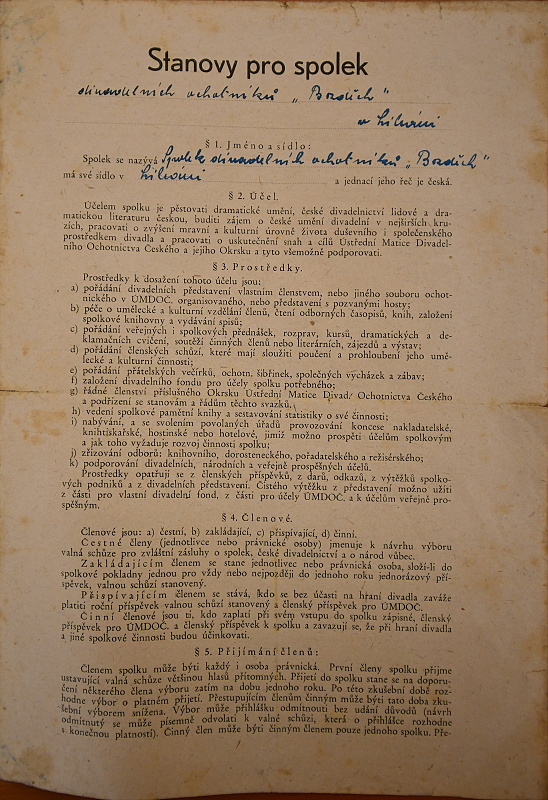 Stanovy pro spolek
divadelních ochotníků „Bozděch"
v Libváni
§ 1. Jméno a sídlo:
Spolek se nazývá Spolek divadelních ochotníků „Bozděch"
má své sídlo v a jednací jeho řeč je česká.
§ 2. Účel.
Účelem spolku je pěstovati dramatické umění, české divadelnictví lidové a dra-
matickou literaturu českou, buditi zájem o české umění divadelní v nejširších kru-
zích, pracovati o zvýšení mravní a kulturní úrovně života duševního i společenského
prostředkem divadla a pracovati o uskutečnění snah a cílů Ústřední Matice Divadel-
ního Ochotnictva Českého a jejího Okrsku a tyto všemožně podporovati.
§ 3. Prostředky.
Prostředky k dosažení tohoto účelu jsou:
a) pořádání divadelních představení vlastním členstvem, nebo jiného souboru ochot-
nického v ÚMDOČ. organisovaného, nebo představení s pozvanými hosty;
b) péče o umělecké a kulturní vzdělání členů, čtení odborných časopisů, knih, založení
spolkové knihovny a vydávání spisů;
c) pořádání veřejných i spolkových přednášek, rozprav, kursů, dramatických a de-
klamačních cvičení, soutěží činných členů nebo literárních, zájezdů a výstav;
d) pořádání členských schůzí, které mají sloužiti poučení a prohloubení jeho umě-
lecké a kulturní činnosti;
e) pořádání přátelských večírků, ochotn. šibřinek, společných vycházek a zábav;
f) založení divadelního fondu pro účely spolku potřebného;
g) řádné členství příslušného Okrsku Ústřední Matice Divad. Ochotnictva Českého
a podřízení se stanovám a řádům těchto svazků,
h) vedení spolkové pamětní knihy a sestavování statistiky o své činnosti;
i) nabývání, a se svolením povolaných úřadů provozování koncese nakladatelské,
knihtiskařské, hostinské nebo hotelové, jimiž možno prospěti účelům spolkovým
a jak toho vyžaduje rozvoj činnosti spolku;
j) zřizování odborů: knihovního, dorosteneckého, pořadatelského a režisérského;
k) podporování divadelních, národních a veřejně prospěšných účelů.
Prostředky opatřují se z členských příspěvků, z darů, odkazů, z výtěžků spolko-
vých podniků a z divadelních představení. Čistého výtěžku z představení možno užíti
z části pro vlastní divadelní fond, z části pro účely ÚMDOČ. a k účelům veřejně pro-
spěšným.
§ 4. Členové.
Členové jsou: a) čestní, b) zakládající, c) přispívající, d) činní.
Čestné členy (jednotlivce nebo právnické osoby) jmenuje k návrhu výboru
valná schůze pro zvláštní zásluhy o spolek, české divadelnictví a o národ vůbec.
Zakládajícím členem se stane jednotlivec nebo právnická osoba, složí-li do
spolkové pokladny jednou pro vždy nebo nejpozději do jednoho roku jednorázový pří-
spěvek, valnou schůzí stanovený.
Přispívajícím členem se stává, kdo se bez účasti na hraní divadla zaváže
platiti roční příspěvek valnou schůzí stanovený a členský příspěvek pro ÚMDOČ.
Činní členové jsou ti, kdo zaplatí při svém vstupu do spolku zápisné, členský
příspěvek pro ÚMDOČ. a členský příspěvek k spolku a zavazují se, že při hraní divadla
a jiné spolkové činnosti budou účinkovati.
§ 5. Přijímání členů:
Členem spolku může býti každý i osoba právnická. První členy spolku přijme
ustavující valná schůze většinou hlasů přítomných. Přijetí do spolku stane se na doporu-
čení některého člena výboru zatím na dobu jednoho roku. Po této zkušební době roz-
hodne výbor o platném přijetí. Přestupujícím členům činným může býti tato doba zku-
šební výborem snížena. Výbor může přihlášku odmítnouti bez udání důvodů (návrh
odmítnutý se může písemně odvolati k valné schůzi, která o přihlášce rozhodne
s konečnou platností). Činný člen může býti činným členem pouze jednoho spolku. Pře-